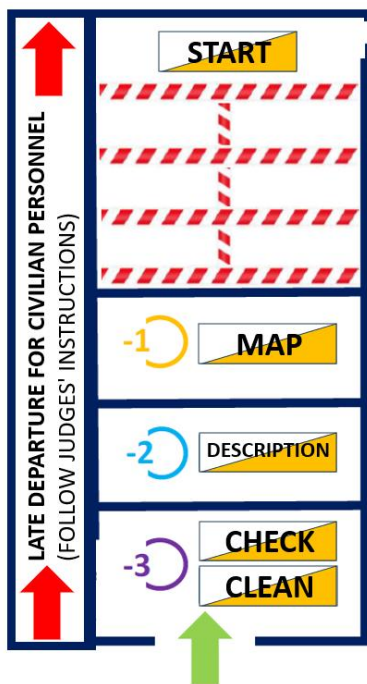 START
-1
MAP
-2
DESCRIPTION
-3
CHECK
CLEAN
LATE DEPARTURE FOR CIVILIAN PERSONNEL
(FOLLOW JUDGES' INSTRUCTIONS)